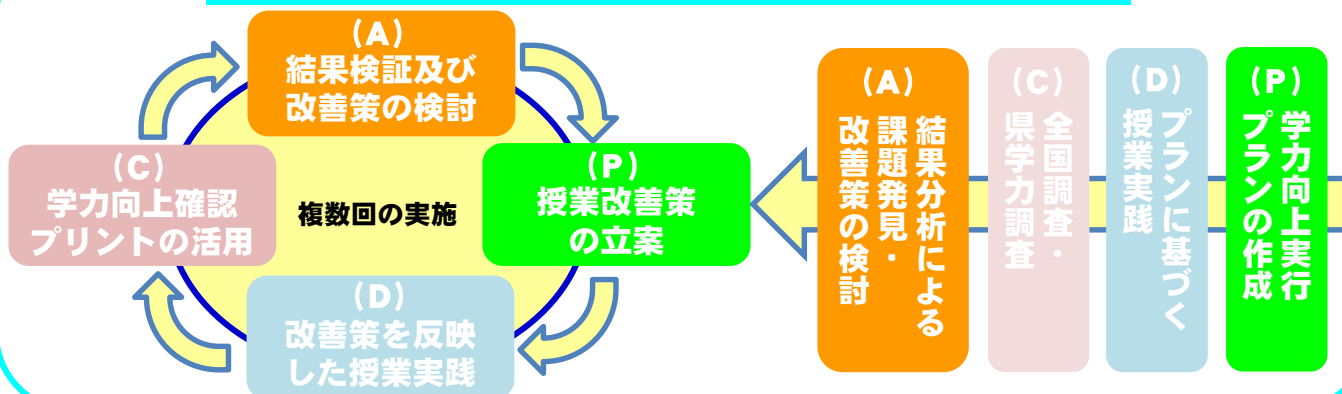 (A)
結果検証及び
改善策の検討
(P)
授業改善策
の立案
(D)
改善策を反映
した授業実践
(C)
学力向上確認
プリントの活用
複数回の実施
(P)
学力向上実行
プランの作成
(D)
プランに基づく
授業実践
(C)
全国調査・
県学力調査
(A)
結果分析による
課題発見・
改善策の検討